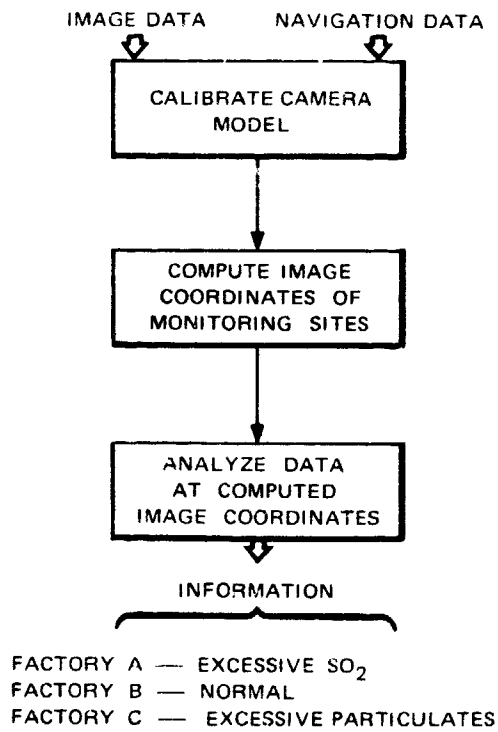 IMAGE DATA NAVIGATION DATA
CALIBRATE CAMERA
MODEL
COMPUTE IMAGE
COORDINATES OF
MONITORING SITES
ANALYZE DATA
AT COMPUTED
IMAGE COORDINATES
INFORMATION
FACTORY A — EXCESSIVE SO₂
FACTORY B — NORMAL
FACTORY C — EXCESSIVE PARTICULATES